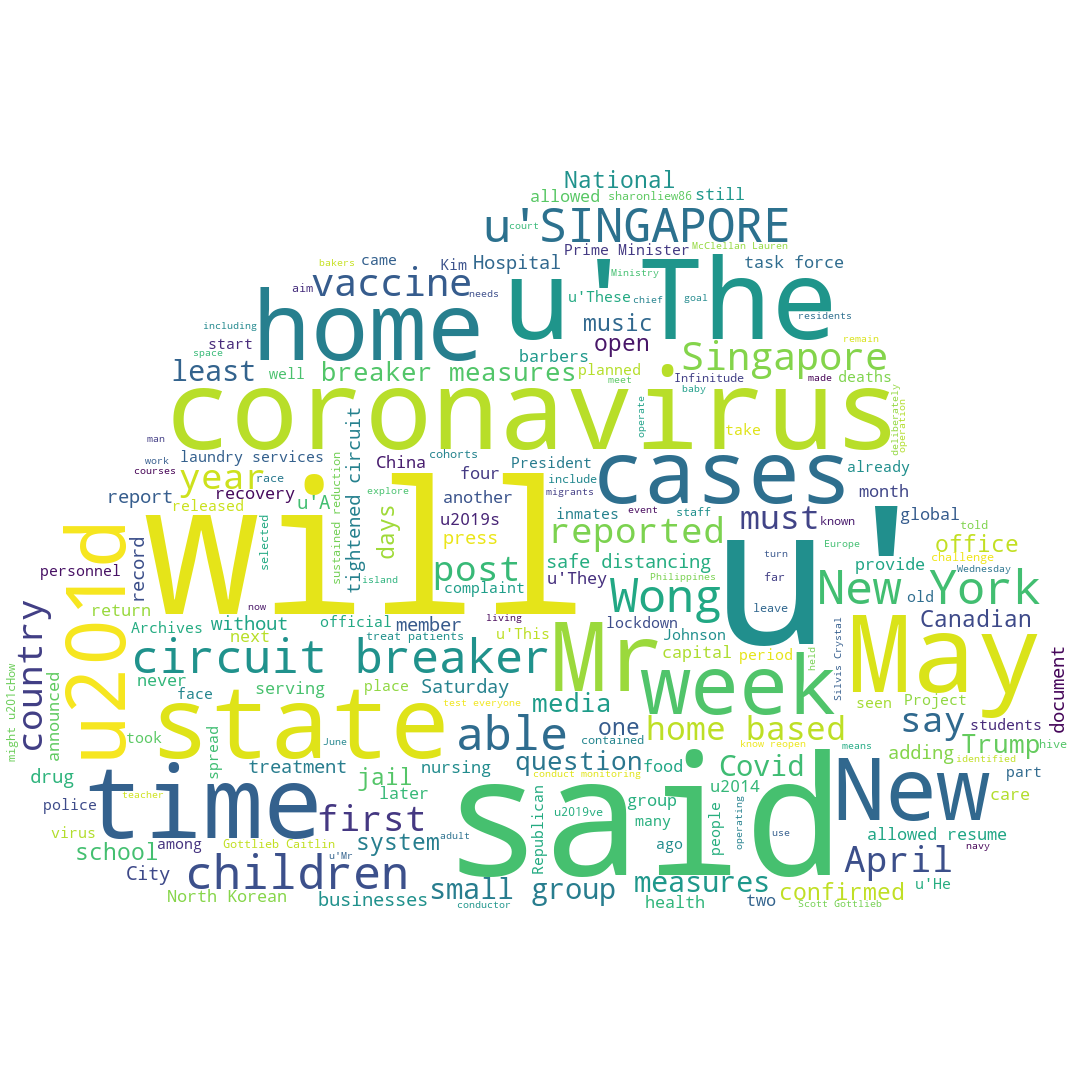 National
allowed
sharonliew86
still
u'SINGAPORE
court
Prime Minister
McClellan Lauren
bakers
came
Kim
Hospital
u'The
task force
aim
vaccine
needs
Ministry
home
u'These
chief
goal
music
residents
including
start
space
barbers
open
remain
least
well
breaker measures
planned
Singapore
meet
Infinitude
made
deaths
baby
coronavirus
operate
deliberately
operation
take
man
work
courses
laundry services
race
cohorts
China
four
President
include
cases
already
year
recovery
report
released
u'A
tightened circuit
sustained reduction
explore
another
migrants
month
will
days
u2019s
event
inmates
staff
must
known
global
told
u'
record
selected
press
reported
turn
office
u201d
personnel
island
post
safe distancing
Europe
challenge
Wednesday
provide
u'They
Philippines
far
New York
complaint
Wong
leave
old
return
now
living
country
Archives
without
official
member
lockdown
Canadian
next
treat patients
u'This
Johnson
circuit breaker
Mr
capital
period
Silvis Crystal
May
never
week
held
document
face
serving
place
Saturday
seen
Project
might u201cHow
announced
state
test everyone
media
took
able
one
home based
say
students
spread
June
contained
know reopen
adding
Trump
hive
means
identified
treatment
nursing
question
food
Covid
drug
jail
conduct monitoring
u2014
New
part
time
teacher
later
Republican
group
care
police
said
u2019ve
many
people
operating
first
virus
system
adult
ago
use
allowed resume
school
among
Gottlieb Caitlin
u'Mr
navy
City
children
April
small
group
measures
confirmed
u'He
North Korean
businesses
conductor
health
two
Scott Gottlieb